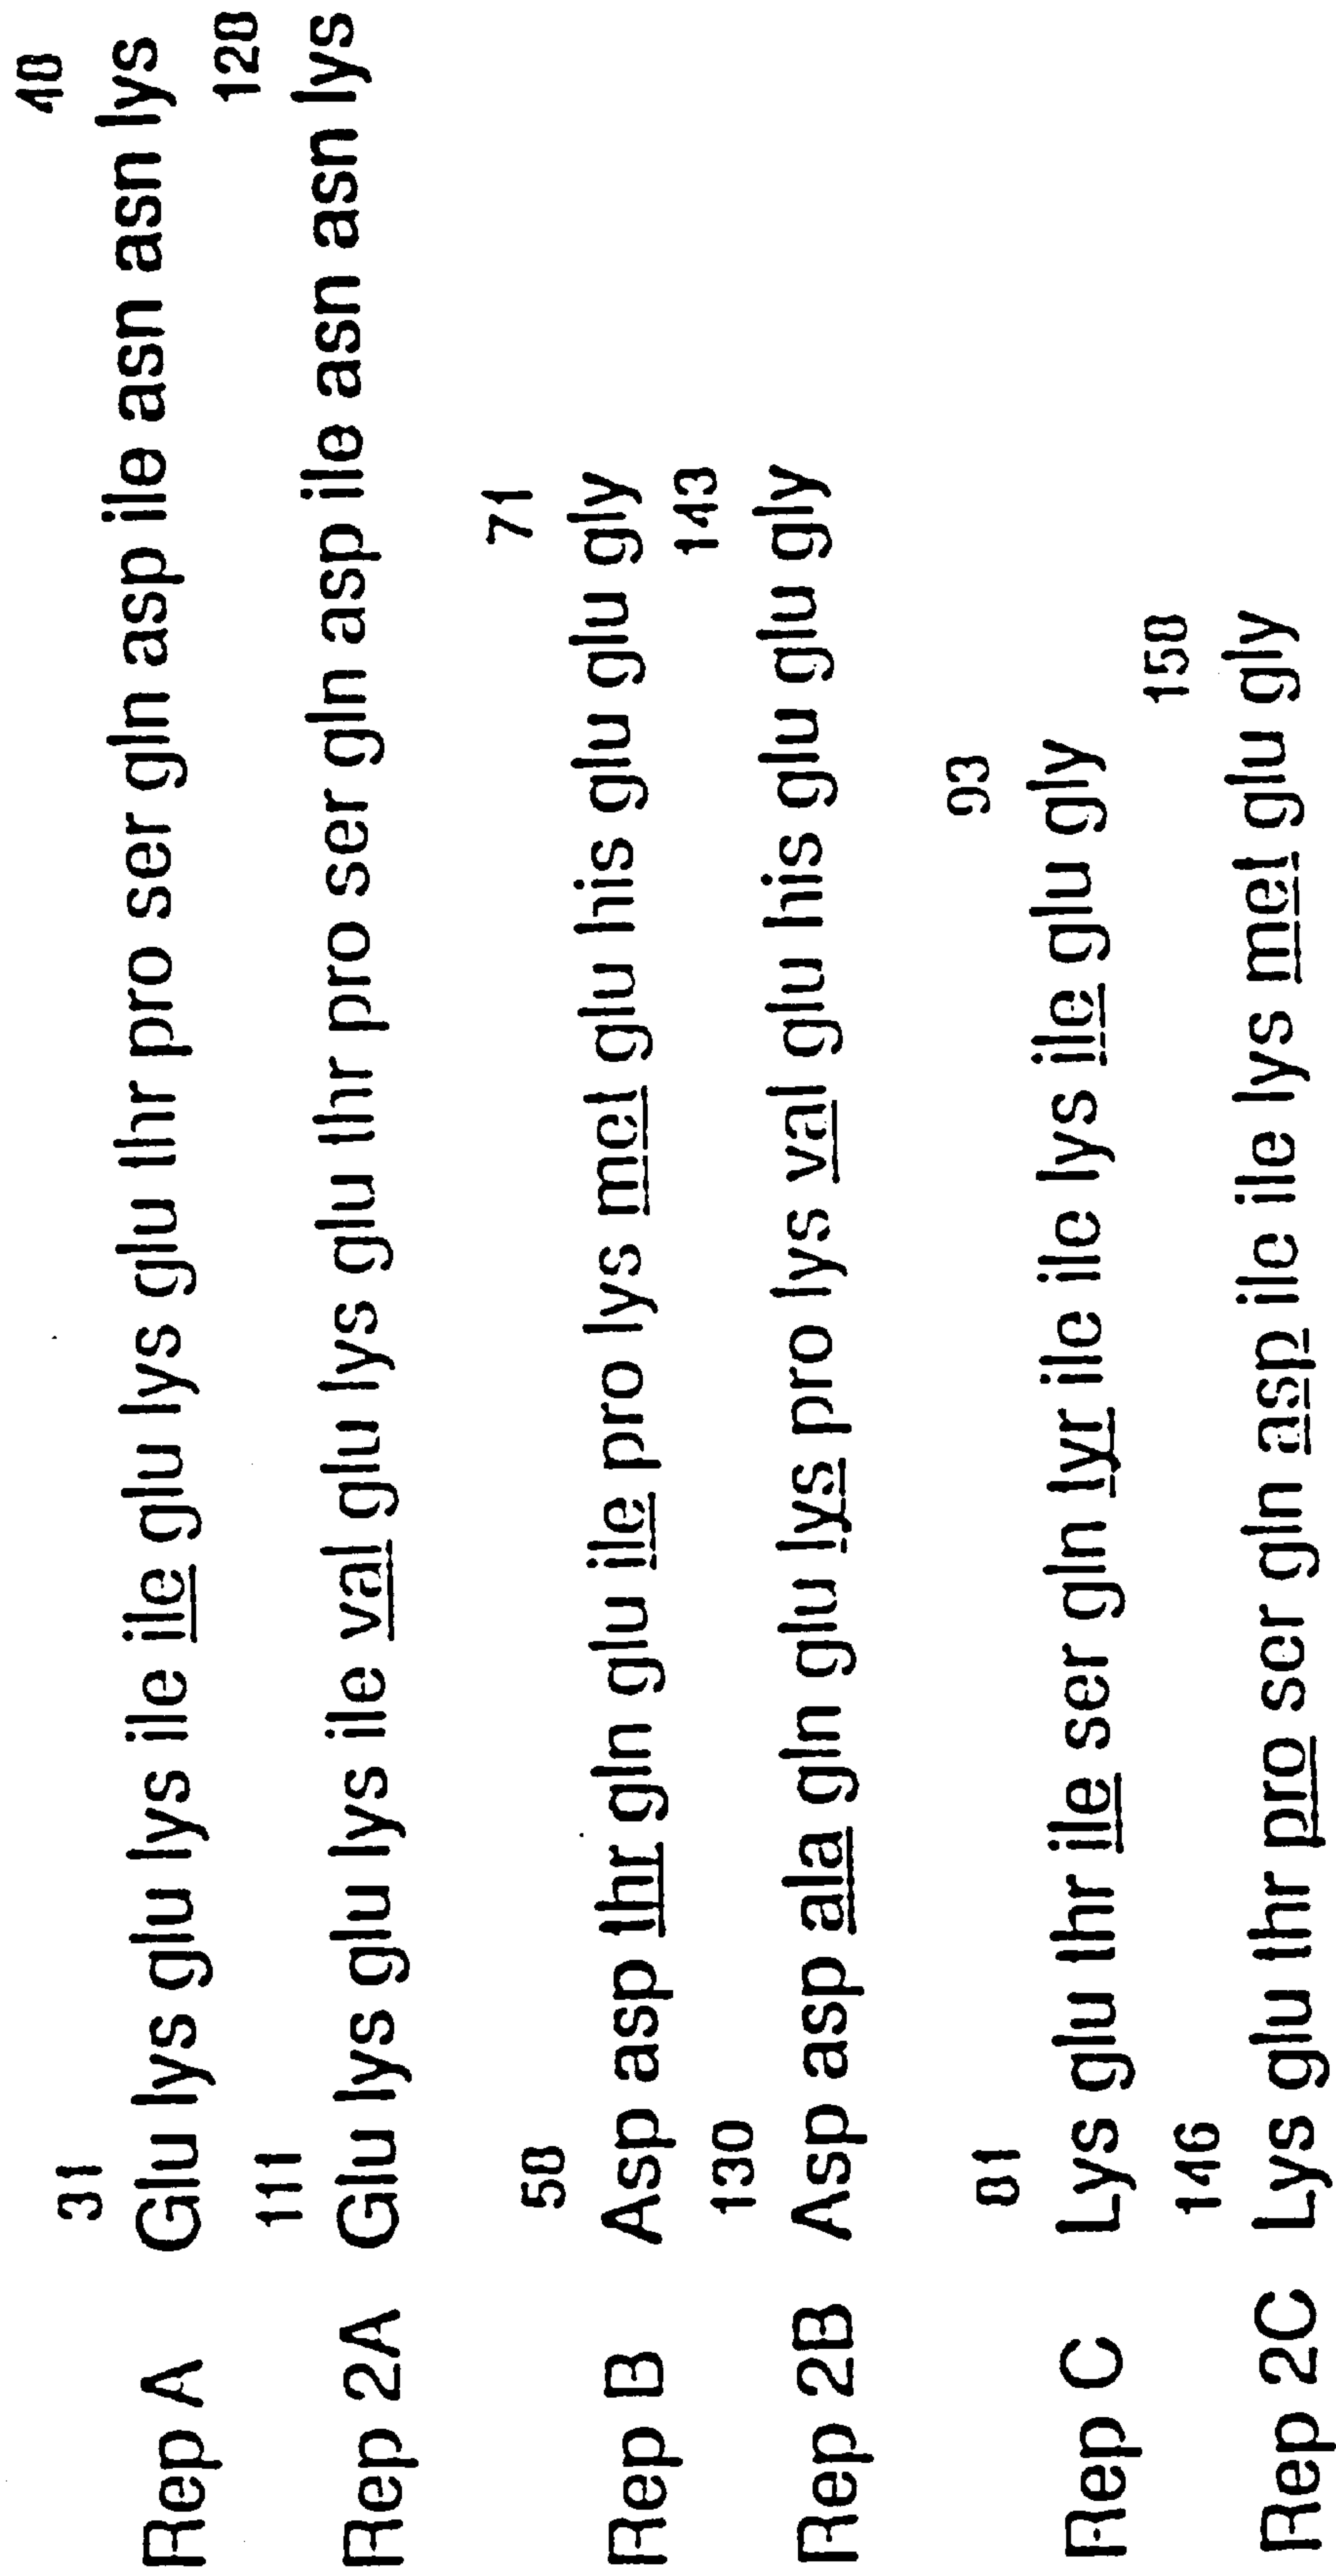 31 48
Rep A Glu lys glu lys ile ile glu lys glu thr pro ser gln asp ile asn asn lys
111 128
Rep 2A Glu lys glu lys ile val glu lys glu thr pro ser gln asp ile asn asn lys
58 71
Rep B Asp asp thr gln glu ile pro lys met glu his glu glu gly
130 143
Rep 2B Asp asp ala gln glu lys pro lys val glu his glu glu gly
81 93
Rep C Lys glu thr ile ser gln tyr ile ile lys ile glu gly
146 158
Rep 2C Lys glu thr pro ser gln asp ile ile lys met glu gly